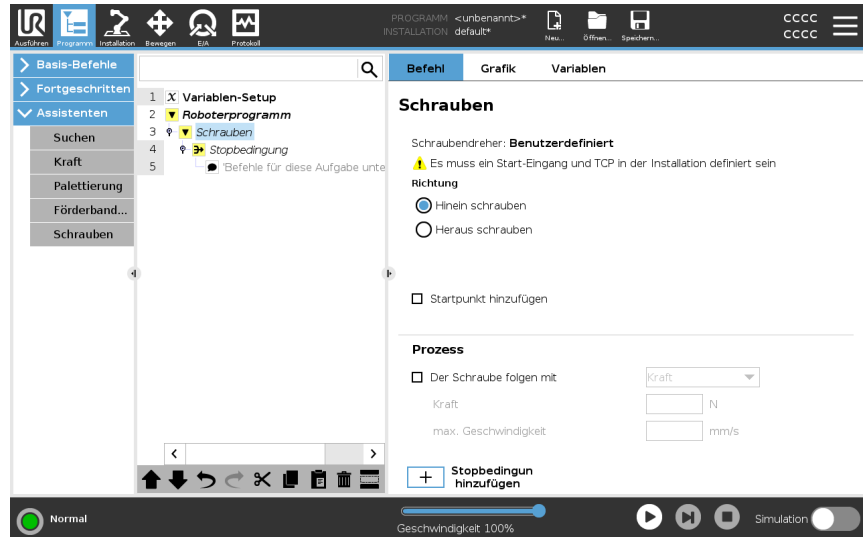 PROGRAMM <unbenannt>*
INSTALLATION default*
Ausführen
Programm
Installation
Bewegen
E/A
Protokoll
Neu...
Öffnen...
Speichern...
CCCC
CCCC
Basis-Befehle
Fortgeschritten
Assistenten
Suchen
Kraft
Palettierung
Förderband...
Schrauben
1 X Variablen-Setup
2 Roboterprogramm
3 Schrauben
4 Stopbedingung
5 'Befehle für diese Aufgabe unte
Befehl
Grafik
Variablen
Schrauben
Schraubendreher: Benutzerdefiniert
Es muss ein Start-Eingang und TCP in der Installation definiert sein
Richtung
Hinein schrauben
Heraus schrauben
Startpunkt hinzufügen
Prozess
Der Schraube folgen mit
Kraft
Kraft
N
max. Geschwindigkeit
mm/s
+ Stopbedingun
hinzufügen
Normal
Geschwindigkeit 100%
Simulation